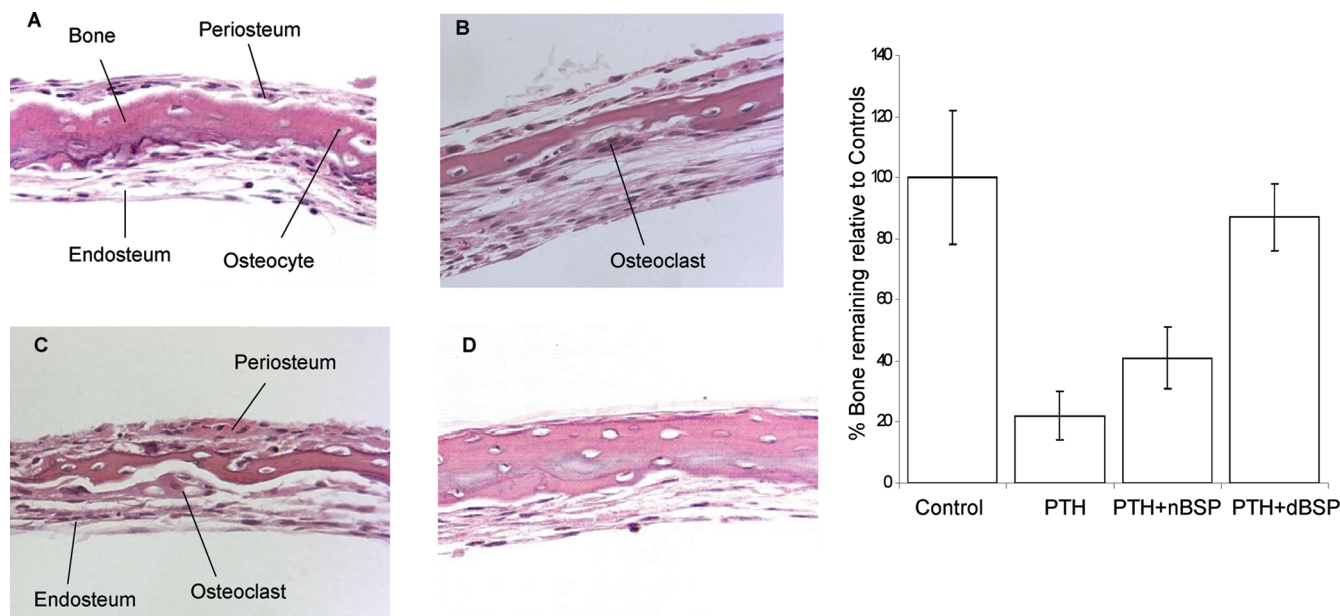 A
Bone
Periosteum
Endosteum
Osteocyte
B
Osteoclast
C
Periosteum
Endosteum
Osteoclast
D
% Bone remaining relative to Controls
140
120
100
80
60
40
20
0
Control PTH PTH+nBSP PTH+dBSP